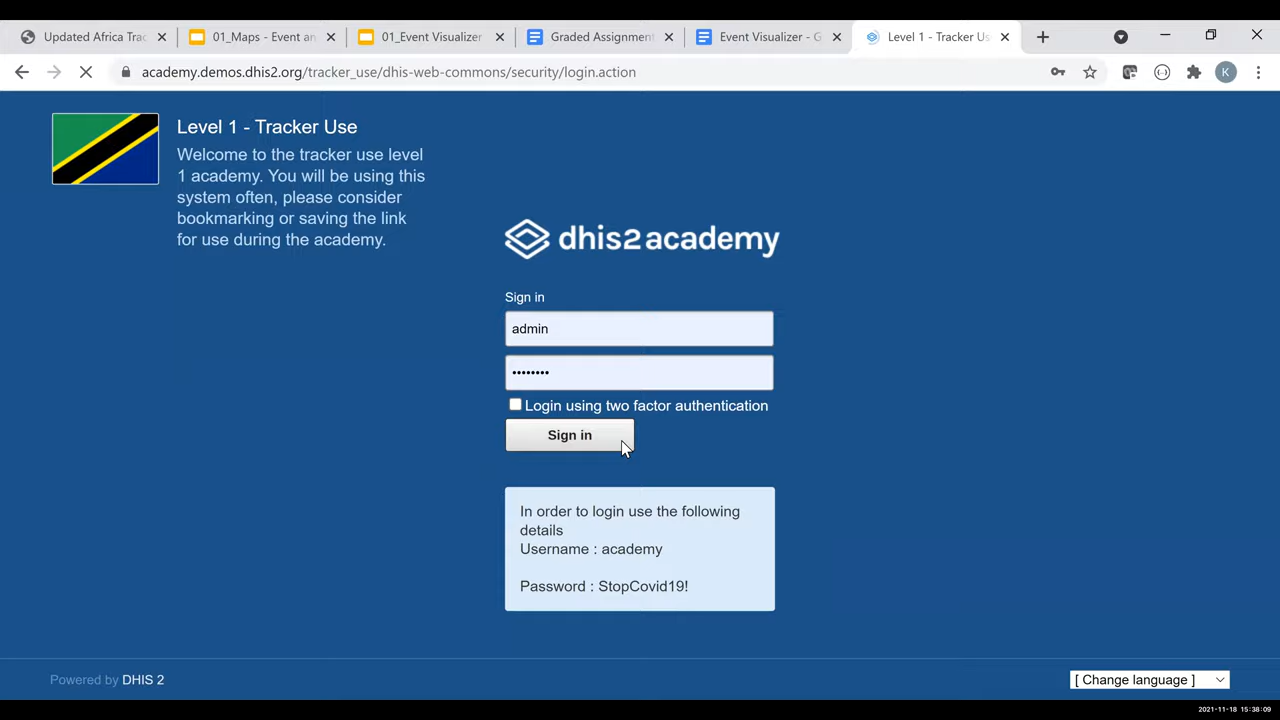 Updated Africa Trac
01_Maps - Event an
01_Event Visualizer
Graded Assignment
Event Visualizer - G
Level 1 - Tracker Us
academy.demos.dhis2.org/tracker_use/dhis-web-commons/security/login.action
K
Level 1 - Tracker Use
Welcome to the tracker use level
1 academy. You will be using this
system often, please consider
bookmarking or saving the link
for use during the academy.
dhis2 academy
Sign in
admin
••••••••
Login using two factor authentication
Sign in
In order to login use the following
details
Username : academy
Password : StopCovid19!
Powered by DHIS 2
[ Change language ]
2021-11-18 15:38:09